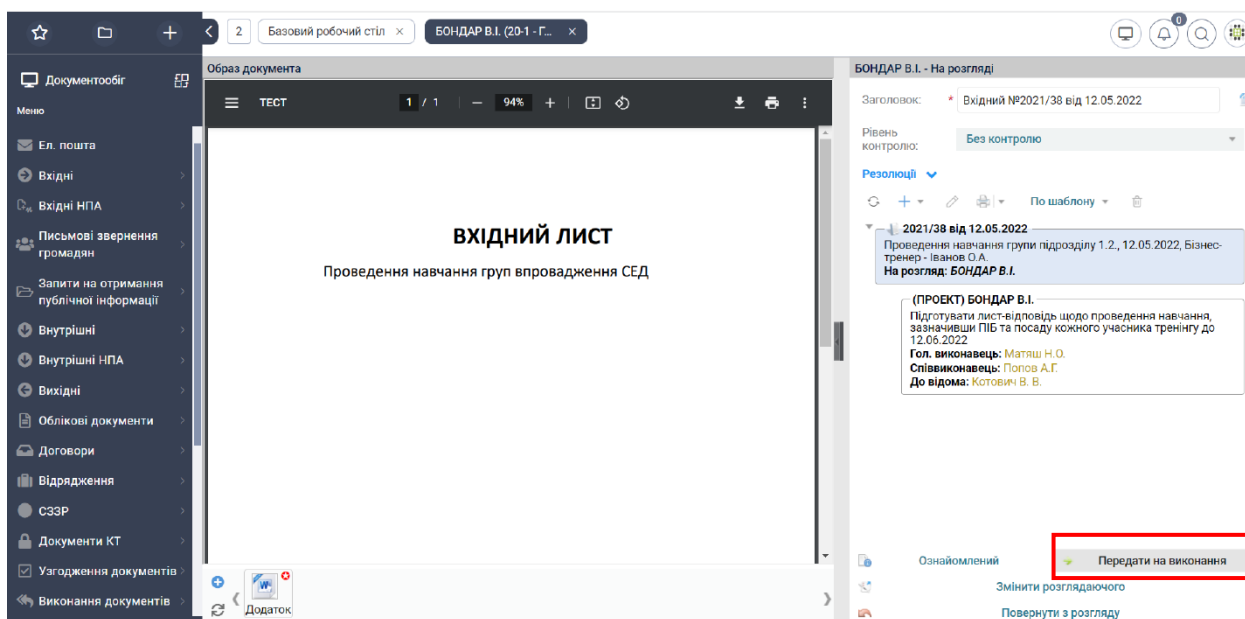 2
Базовий робочий стіл ×
БОНДАР В.І. (20-1 - Г... ×
0
Документообіг
Меню
Ел. пошта
Вхідні
Вхідні НПА
Письмові звернення
громадян
Запити на отримання
публічної інформації
Внутрішні
Внутрішні НПА
Вихідні
Облікові документи
Договори
Відрядження
СЗЗР
Документи КТ
Узгодження документів
Виконання документів
Образ документа
ТЕСТ
1 / 1
94%
ВХІДНИЙ ЛИСТ
Проведення навчання груп впровадження СЕД
Додаток
БОНДАР В.І. - На розгляді
Заголовок: * Вхідний №2021/38 від 12.05.2022
Рівень
контролю:
Без контролю
Резолюції
По шаблону
2021/38 від 12.05.2022
Проведення навчання групи підрозділу 1.2., 12.05.2022, Бізнес-
тренер - Іванов О.А.
На розгляд: БОНДАР В.І.
(ПРОЕКТ) БОНДАР В.І.
Підготувати лист-відповідь щодо проведення навчання,
зазначивши ПІБ та посаду кожного учасника тренінгу до
12.06.2022
Гол. виконавець: Матяш Н.О.
Співвиконавець: Попов А.Г.
До відома: Котович В. В.
Ознайомлений
Передати на виконання
Змінити розглядаючого
Повернути з розгляду